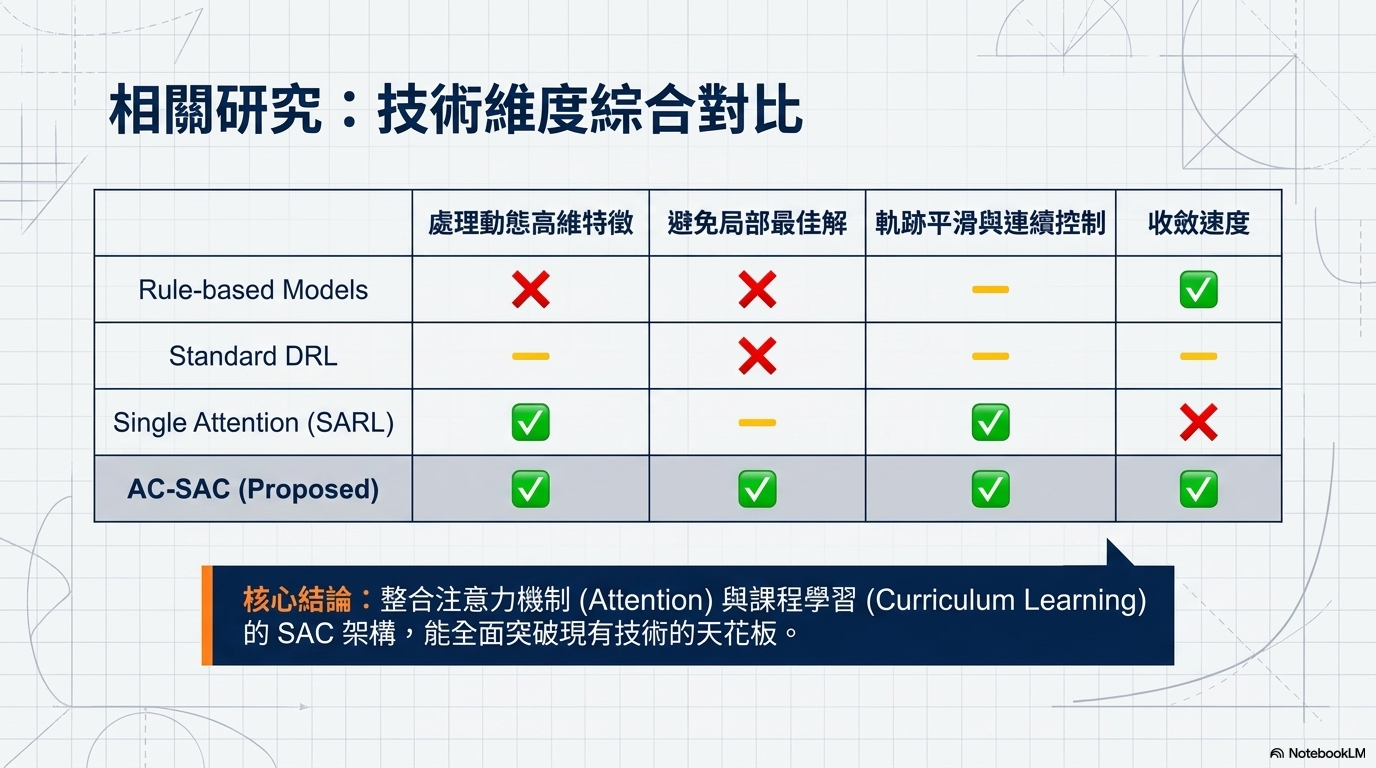 相關研究：技術維度綜合對比
處理動態高維特徵 避免局部最佳解 軌跡平滑與連續控制 收斂速度
Rule-based Models ❌ ❌ — ✅
Standard DRL — ❌ — —
Single Attention (SARL) ✅ — ✅ ❌
AC-SAC (Proposed) ✅ ✅ ✅ ✅
核心結論：整合注意力機制 (Attention) 與課程學習 (Curriculum Learning)
的 SAC 架構，能全面突破現有技術的天花板。
NotebookLM